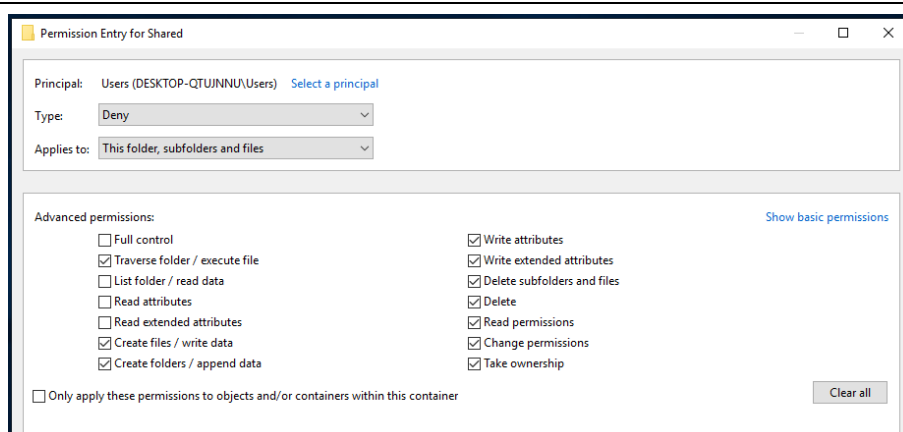 Permission Entry for Shared
Principal: Users (DESKTOP-QTUJNNU\Users) Select a principal
Type: Deny
Applies to: This folder, subfolders and files
Advanced permissions: Show basic permissions
Full control Write attributes
Traverse folder / execute file Write extended attributes
List folder / read data Delete subfolders and files
Read attributes Delete
Read extended attributes Read permissions
Create files / write data Change permissions
Create folders / append data Take ownership
Only apply these permissions to objects and/or containers within this container Clear all